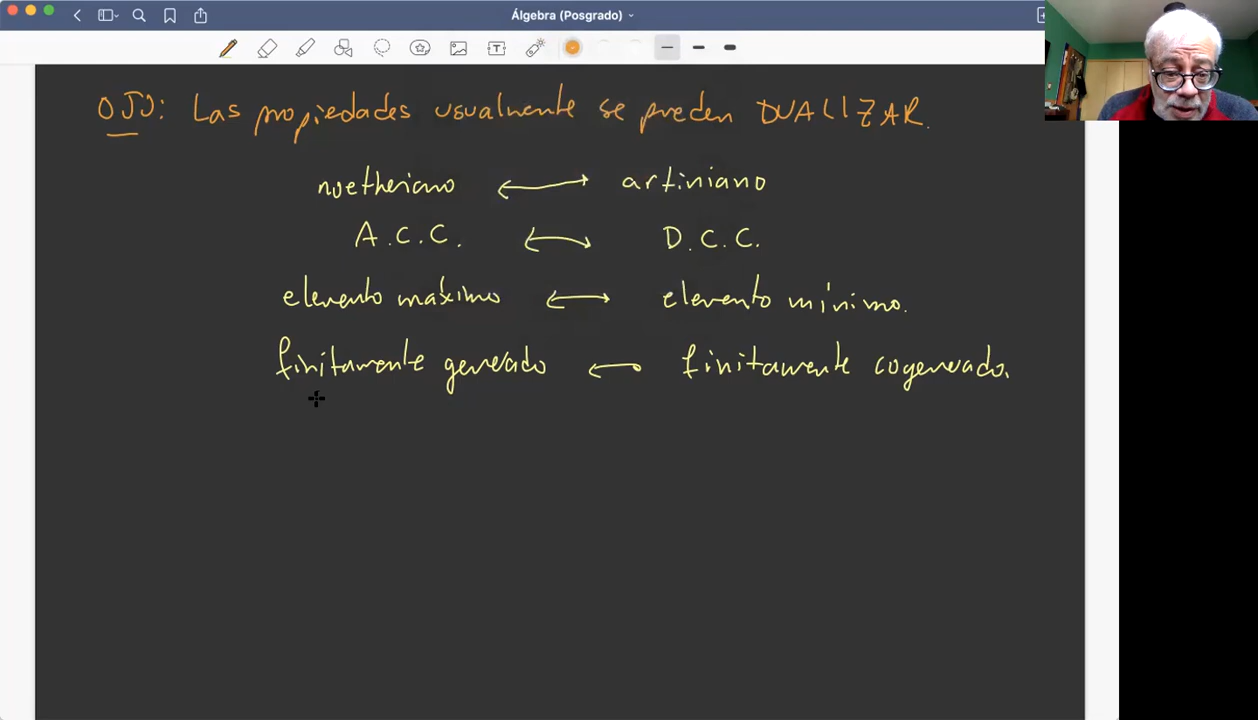 Álgebra (Posgrado)
OJO: Las propiedades usualmente se pueden DUALIZAR.
noetheriano ⟷ artiniano
A.C.C. ⟷ D.C.C.
elemento máximo ⟷ elemento mínimo.
finitamente generado ⟵ finitamente cogenerado.